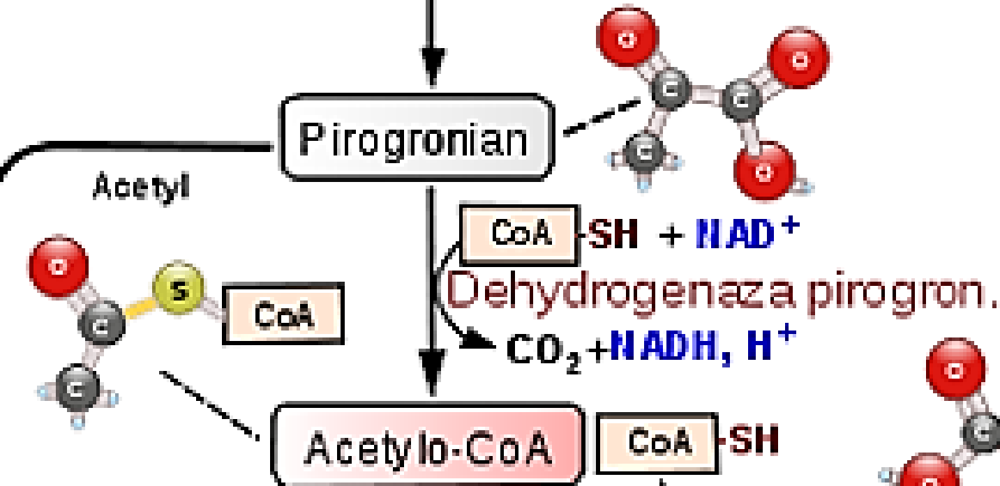 O
O
C
C
Pirogronian
C
O
Acetyl
CoA-SH + NAD⁺
O
S
Dehydrogenaza pirogron.
C
CoA
CO₂+NADH, H⁺
O
C
Acetylo-CoA
CoA-SH
C
O